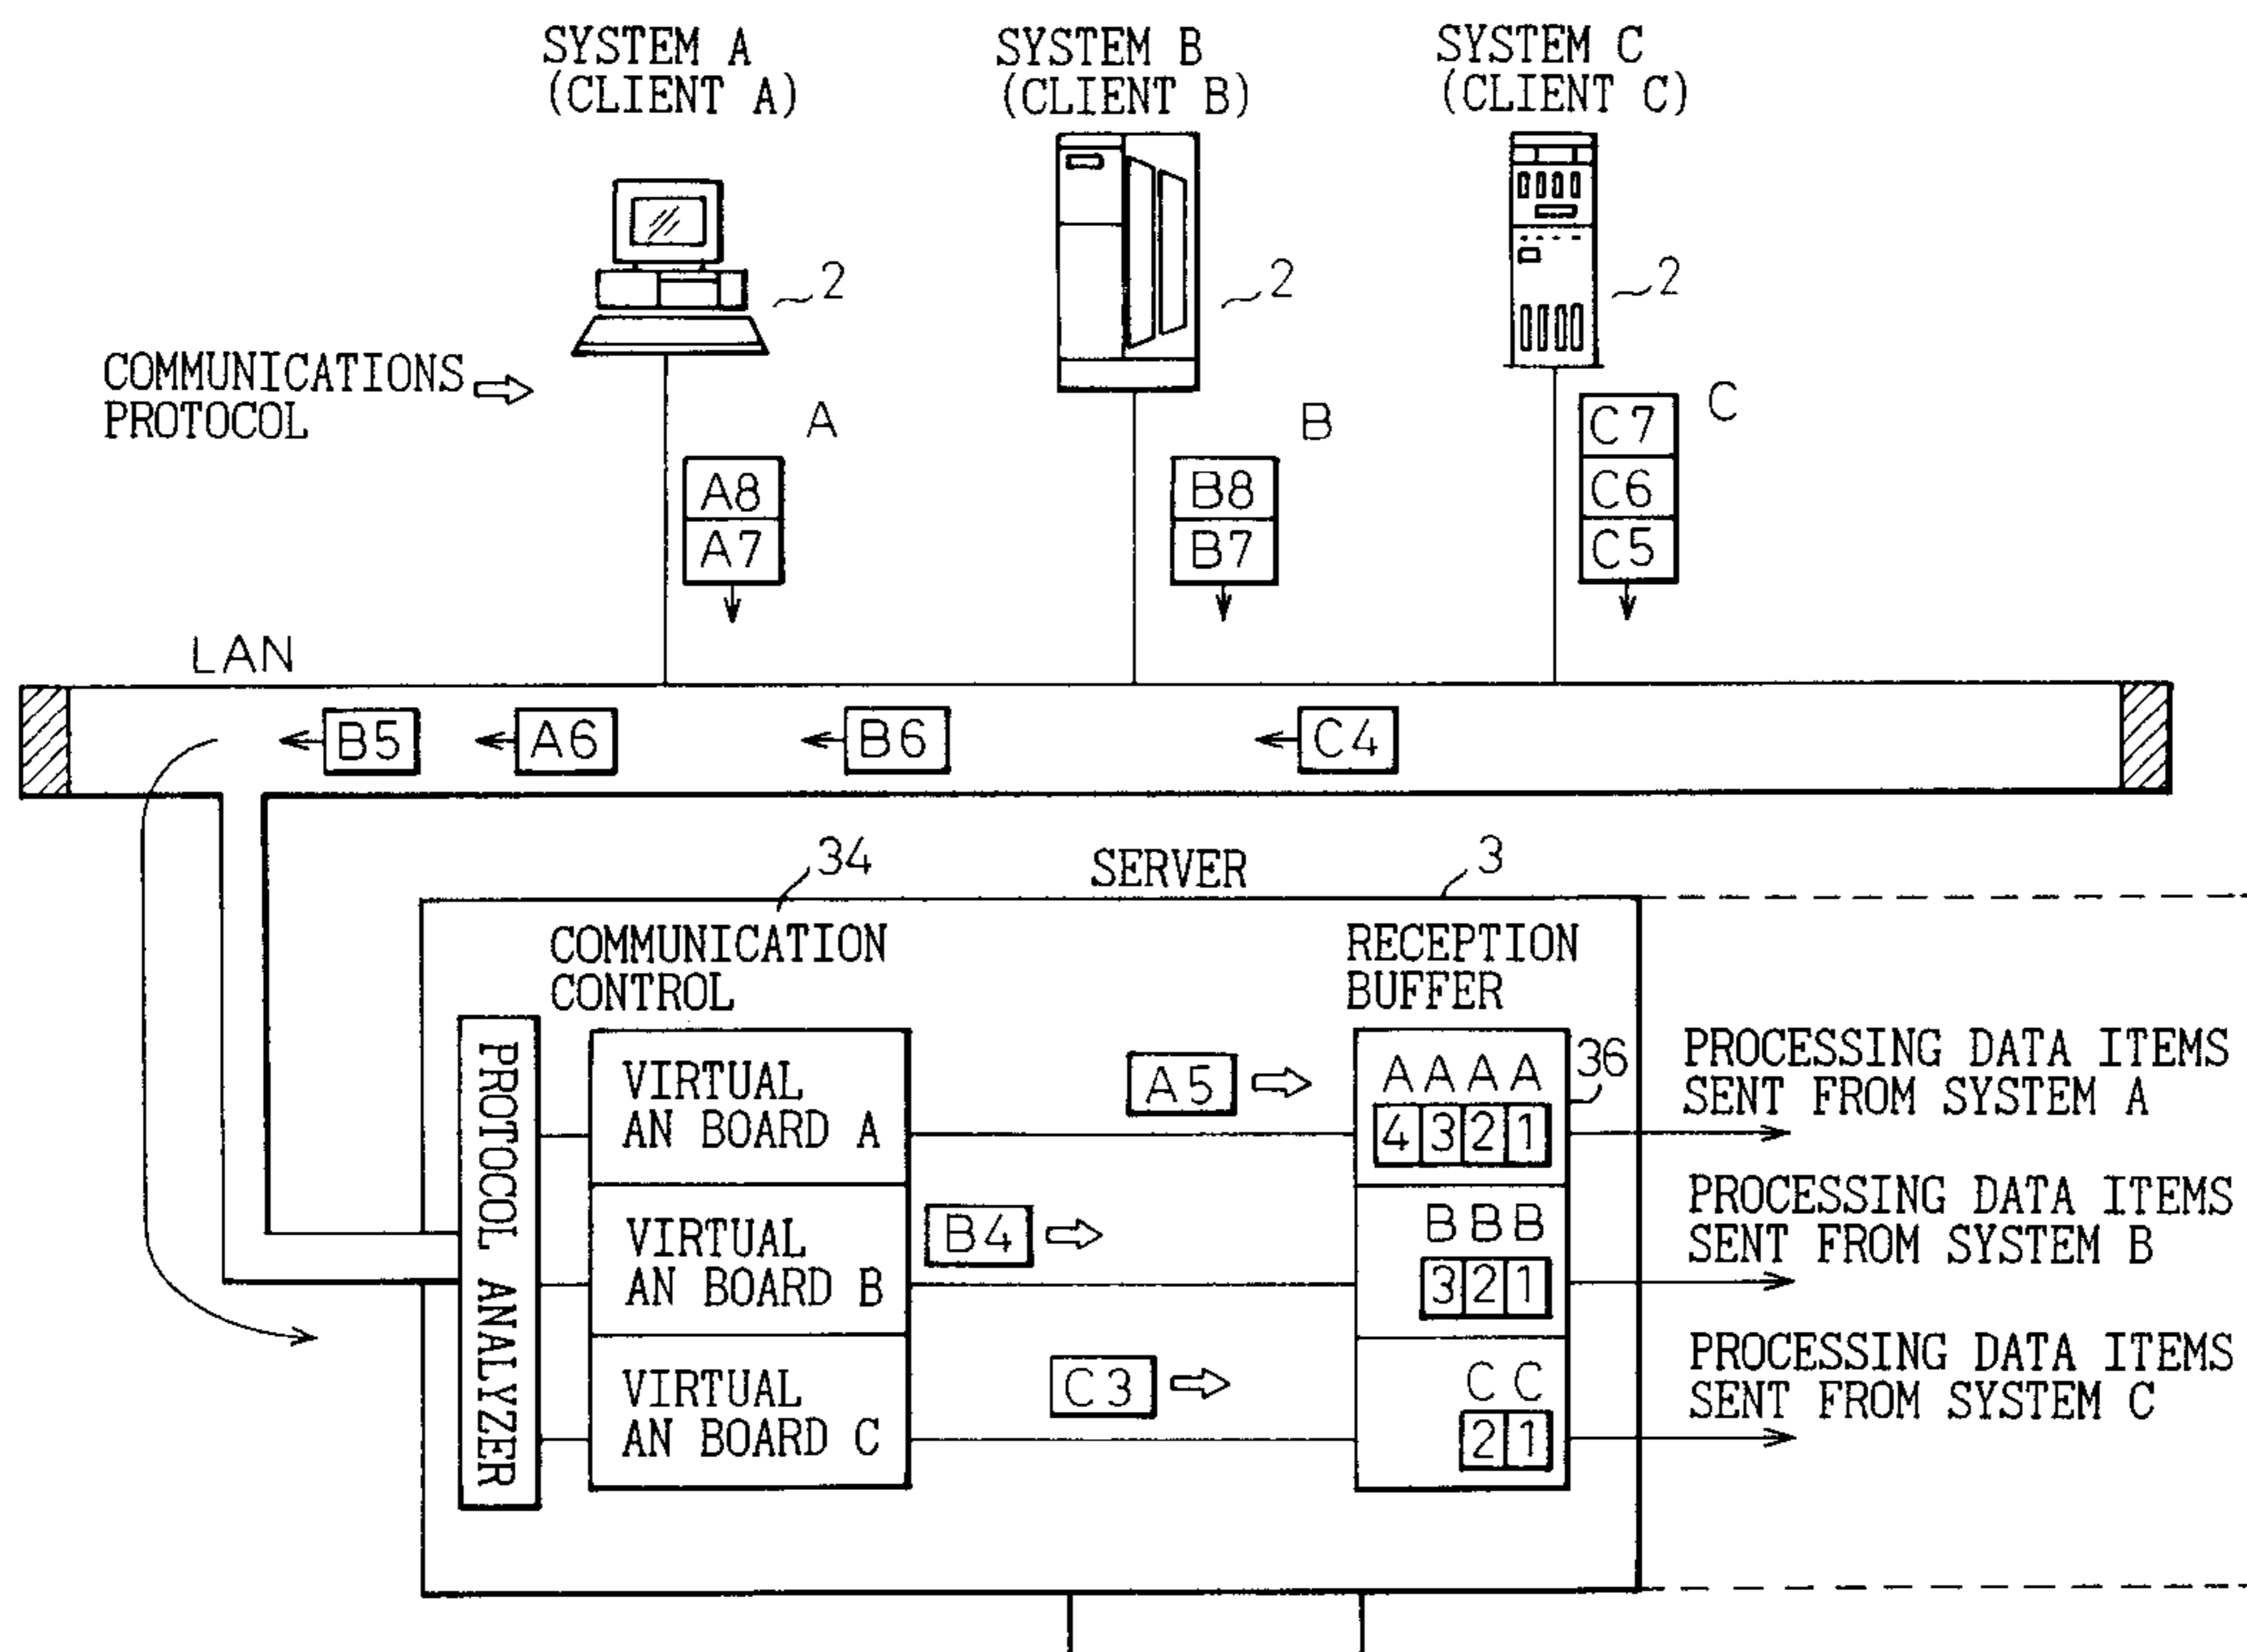 SYSTEM A
(CLIENT A)
SYSTEM B
(CLIENT B)
SYSTEM C
(CLIENT C)
2
2
2
COMMUNICATIONS
PROTOCOL
A
B
C
A8
A7
B8
B7
C7
C6
C5
LAN
B5
A6
B6
C4
34
SERVER
3
COMMUNICATION
CONTROL
RECEPTION
BUFFER
PROTOCOL ANALYZER
VIRTUAL
AN BOARD A
A5
A A A A
4 3 2 1
36
PROCESSING DATA ITEMS
SENT FROM SYSTEM A
VIRTUAL
AN BOARD B
B4
B B B
3 2 1
PROCESSING DATA ITEMS
SENT FROM SYSTEM B
VIRTUAL
AN BOARD C
C3
C C
2 1
PROCESSING DATA ITEMS
SENT FROM SYSTEM C